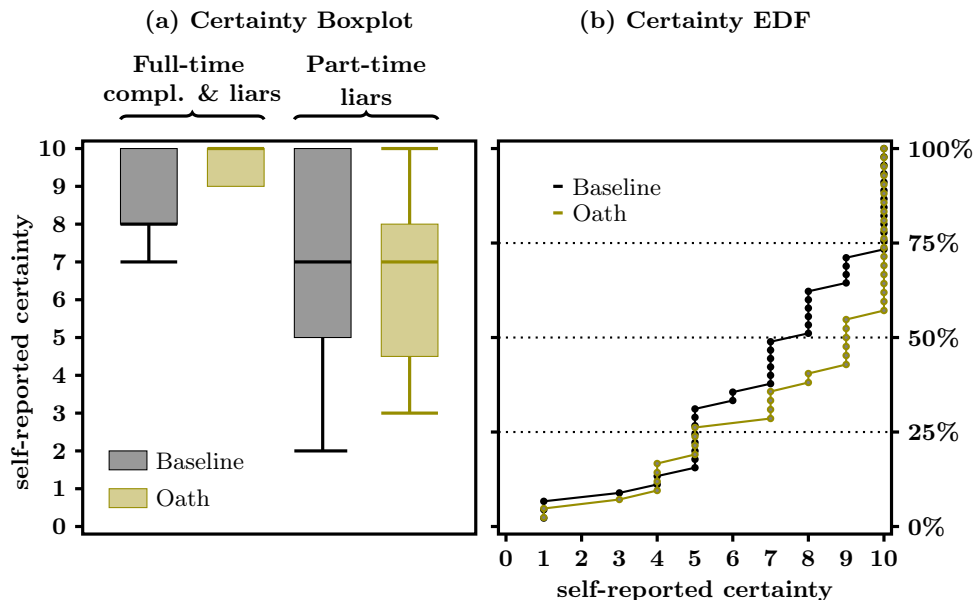 (a) Certainty Boxplot
Full-time
compl. & liars
Part-time
liars
self-reported certainty
10
9
8
7
6
5
4
3
2
1
0
Baseline
Oath
(b) Certainty EDF
Baseline
Oath
100%
75%
50%
25%
0%
0 1 2 3 4 5 6 7 8 9 10
self-reported certainty